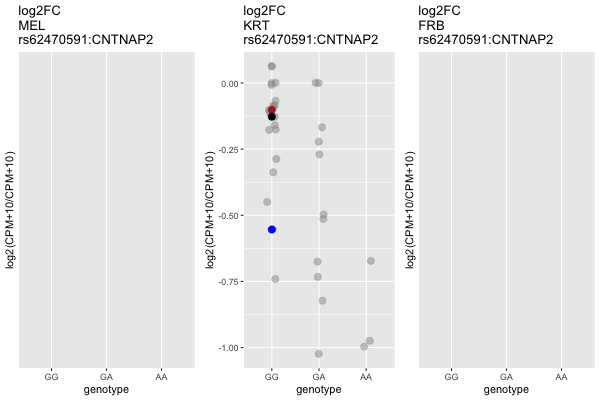 log2FC
MEL
rs62470591:CNTNAP2
log2(CPM+10/CPM+10)
GG GA AA
genotype
log2FC
KRT
rs62470591:CNTNAP2
log2(CPM+10/CPM+10)
0.00
-0.25
-0.50
-0.75
-1.00
GG GA AA
genotype
log2FC
FRB
rs62470591:CNTNAP2
log2(CPM+10/CPM+10)
GG GA AA
genotype